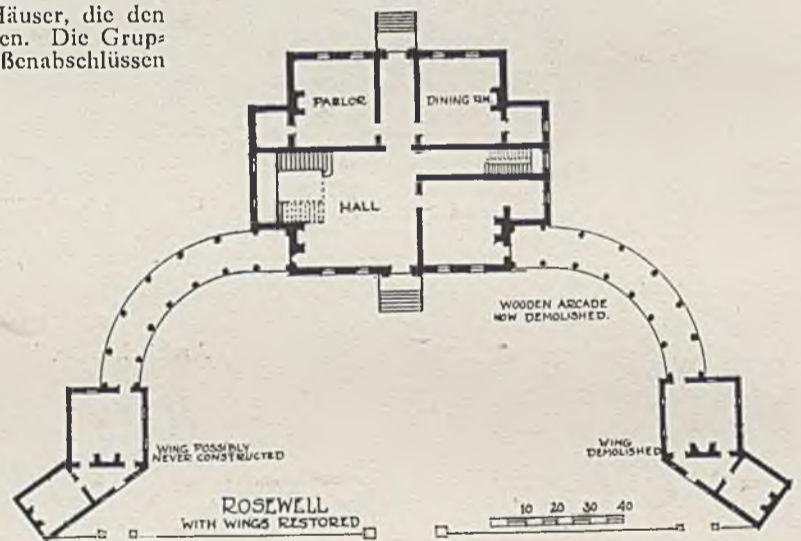 Häuser, die den
en. Die Grup=
ßenabschlüssen
PARLOR
DINING RM.
HALL
WOODEN ARCADE
NOW DEMOLISHED.
WING POSSIBLY
NEVER CONSTRUCTED
WING
DEMOLISHED
ROSEWELL
WITH WINGS RESTORED
10 20 30 40